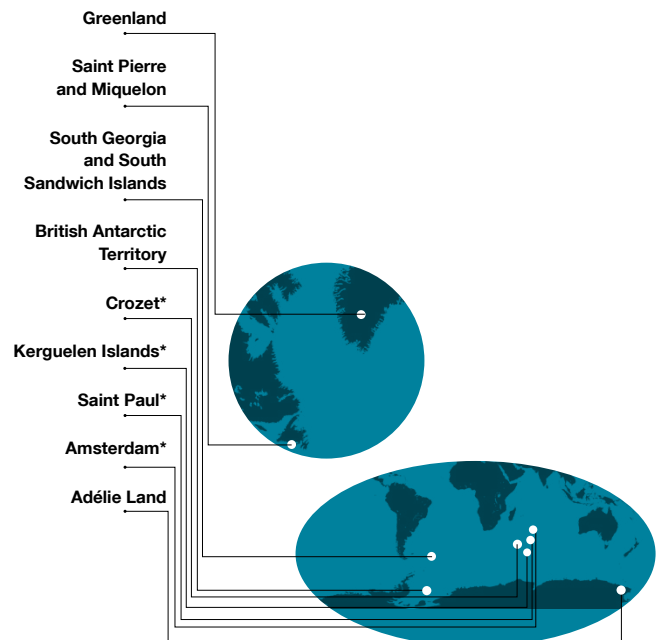 Greenland
Saint Pierre
and Miquelon
South Georgia
and South
Sandwich Islands
British Antarctic
Territory
Crozet*
Kerguelen Islands*
Saint Paul*
Amsterdam*
Adélie Land